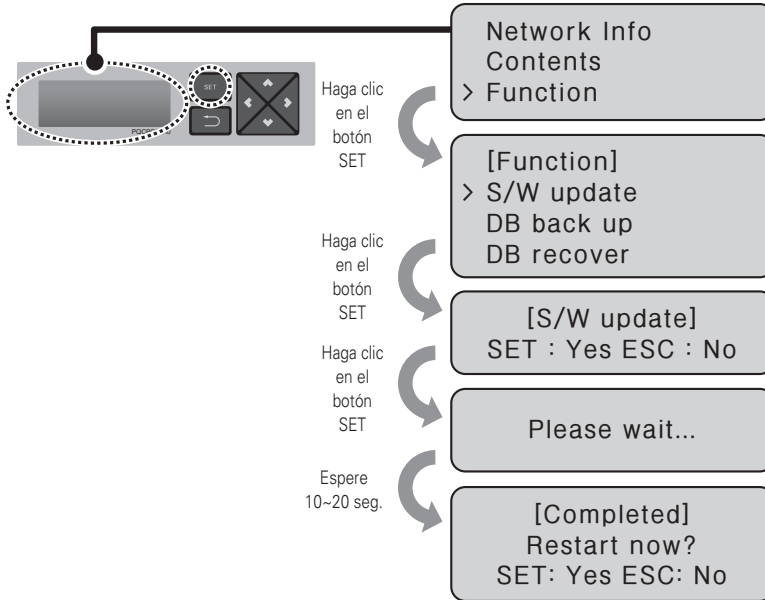 Network Info
Contents
> Function
SET
Haga clic
en el
botón
SET
[Function]
> S/W update
DB back up
DB recover
Haga clic
en el
botón
SET
[S/W update]
SET : Yes ESC : No
Haga clic
en el
botón
SET
Please wait...
Espere
10~20 seg.
[Completed]
Restart now?
SET: Yes ESC: No